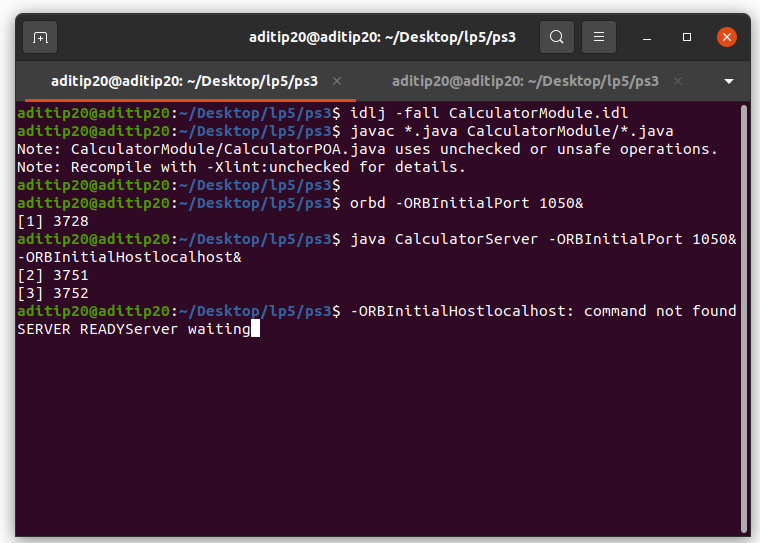 aditip20@aditip20: ~/Desktop/lp5/ps3
aditip20@aditip20: ~/Desktop/lp5/ps3 × aditip20@aditip20: ~/Desktop/lp5/ps3 ×
aditip20@aditip20:~/Desktop/lp5/ps3$ idlj -fall CalculatorModule.idl
aditip20@aditip20:~/Desktop/lp5/ps3$ javac *.java CalculatorModule/*.java
Note: CalculatorModule/CalculatorPOA.java uses unchecked or unsafe operations.
Note: Recompile with -Xlint:unchecked for details.
aditip20@aditip20:~/Desktop/lp5/ps3$
aditip20@aditip20:~/Desktop/lp5/ps3$ orbd -ORBInitialPort 1050&
[1] 3728
aditip20@aditip20:~/Desktop/lp5/ps3$ java CalculatorServer -ORBInitialPort 1050&
-ORBInitialHostlocalhost&
[2] 3751
[3] 3752
aditip20@aditip20:~/Desktop/lp5/ps3$ -ORBInitialHostlocalhost: command not found
SERVER READYServer waiting